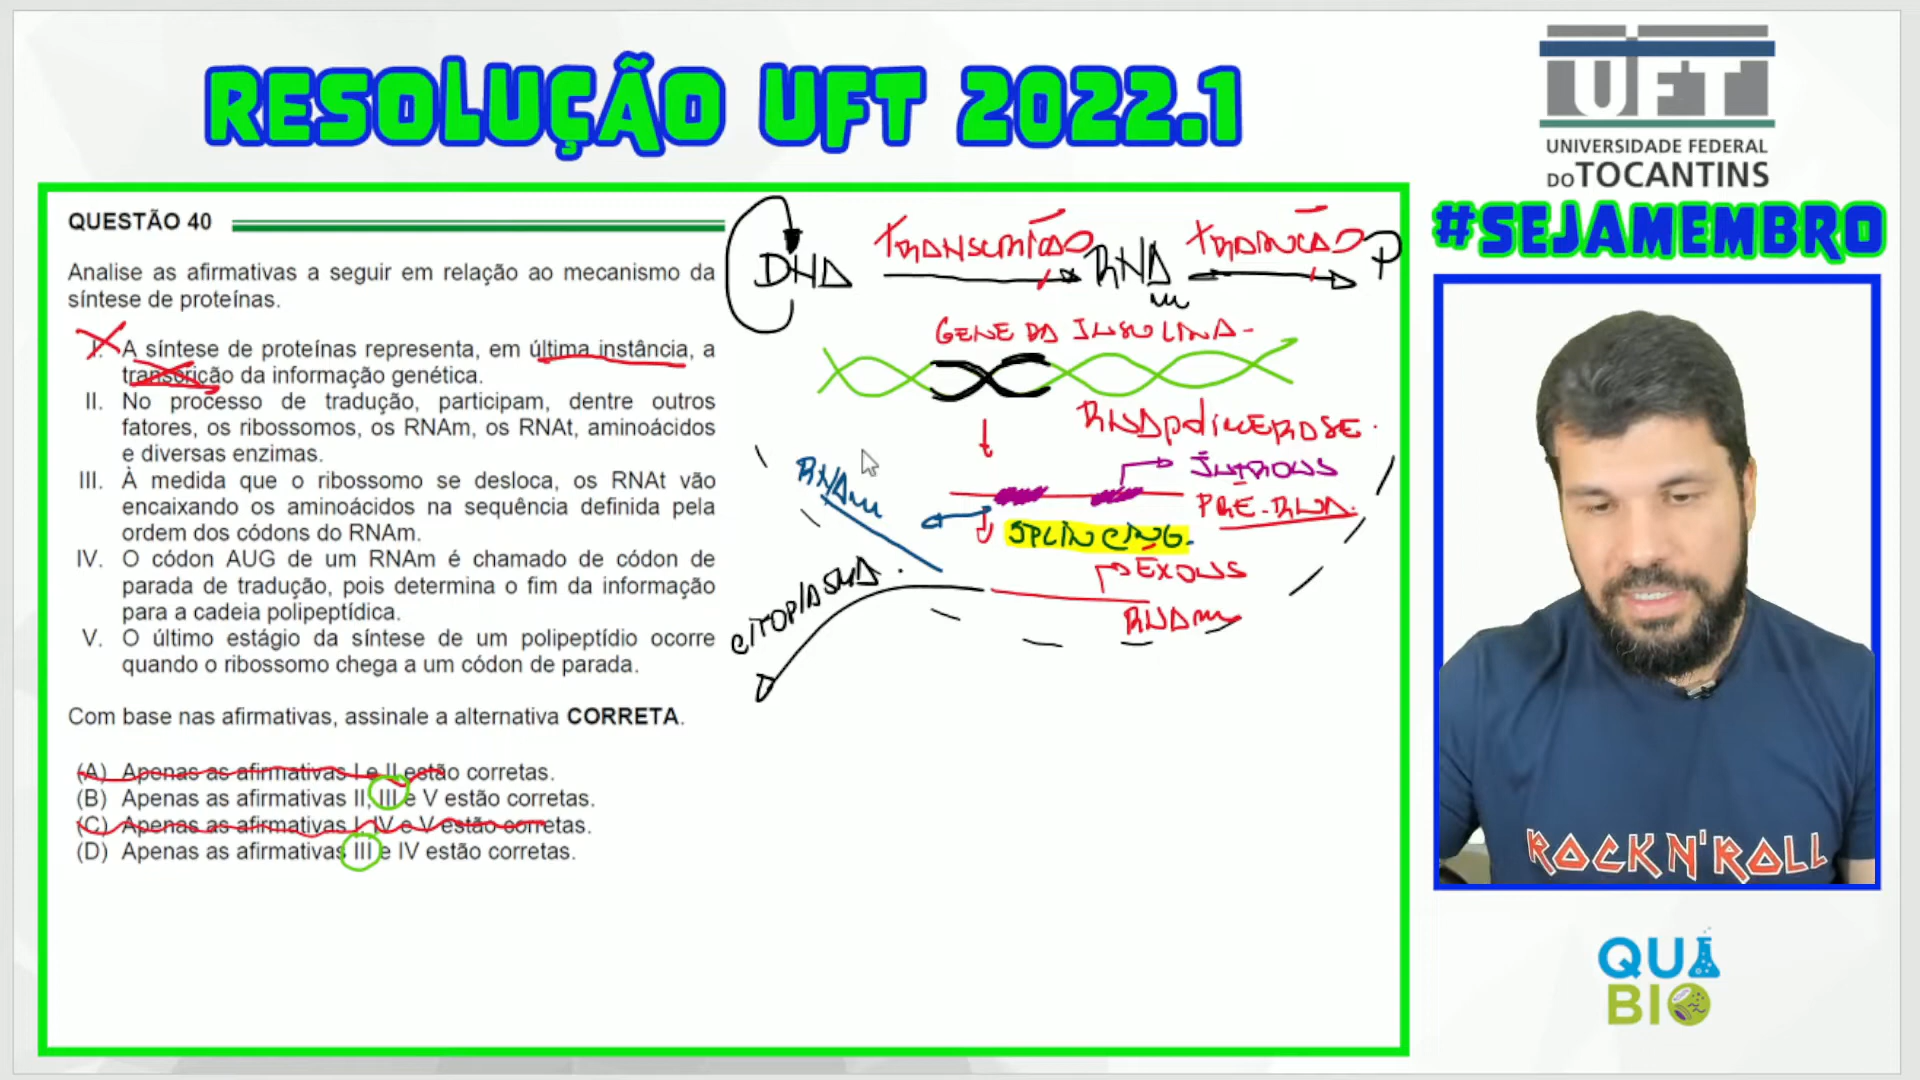 RESOLUÇÃO UFT 2022.1
UFT
UNIVERSIDADE FEDERAL
DO TOCANTINS
#SEJAMEMBRO
QUESTÃO 40
Analise as afirmativas a seguir em relação ao mecanismo da
síntese de proteínas.
I. A síntese de proteínas representa, em última instância, a
transcrição da informação genética.
II. No processo de tradução, participam, dentre outros
fatores, os ribossomos, os RNAm, os RNAt, aminoácidos
e diversas enzimas.
III. À medida que o ribossomo se desloca, os RNAt vão
encaixando os aminoácidos na sequência definida pela
ordem dos códons do RNAm.
IV. O códon AUG de um RNAm é chamado de códon de
parada de tradução, pois determina o fim da informação
para a cadeia polipeptídica.
V. O último estágio da síntese de um polipeptídio ocorre
quando o ribossomo chega a um códon de parada.
Com base nas afirmativas, assinale a alternativa CORRETA.
(A) Apenas as afirmativas I e II estão corretas.
(B) Apenas as afirmativas II, III e V estão corretas.
(C) Apenas as afirmativas I, IV e V estão corretas.
(D) Apenas as afirmativas III e IV estão corretas.
DNA TRANSCRIÇÃO RNA m TRADUÇÃO P
GENE DA INSULINA
RNA POLIMERASE
ÍNTRONS
PRÉ-RNA
RNAm
SPLINCING
ÉXONS
RNAm
CITOPLASMA
ROCK N' ROLL
QUI
BIO